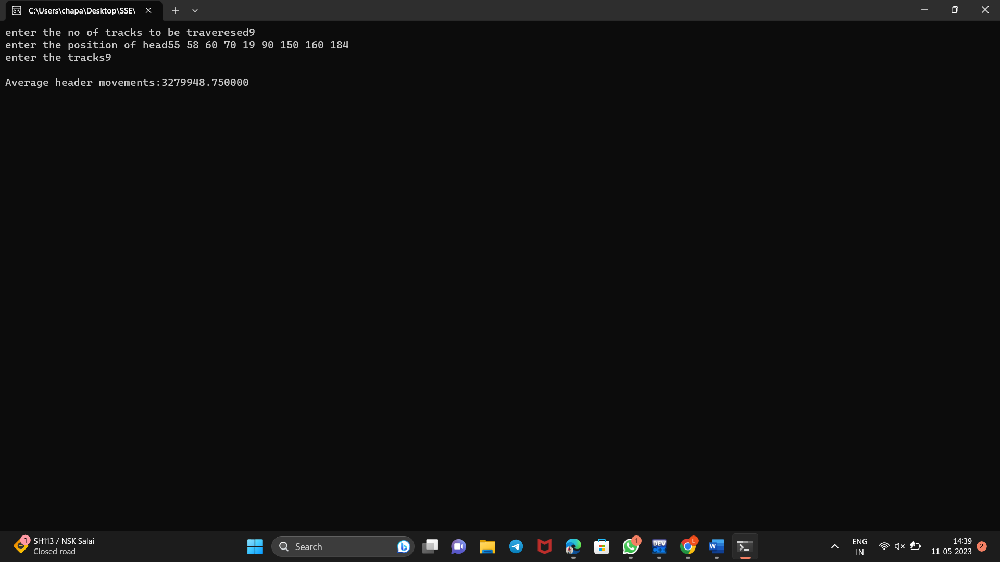 C:\Users\chapa\Desktop\SSE\
enter the no of tracks to be traveresed9
enter the position of head55 58 60 70 19 90 150 160 184
enter the tracks9
Average header movements:3279948.750000
1
SH113 / NSK Salai
Closed road
Search
1
DEV
C++
L
W
ENG
IN
14:39
11-05-2023
2